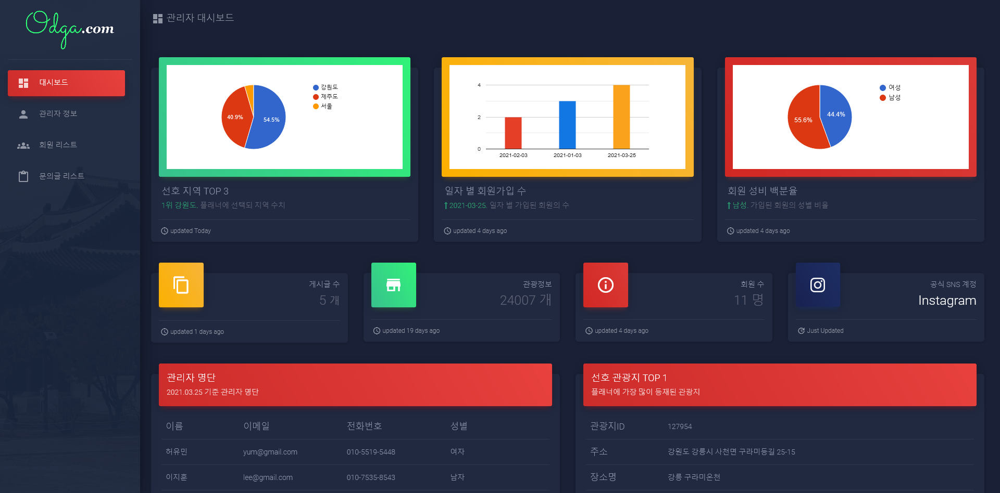 Odga.com
대시보드
관리자 정보
회원 리스트
문의글 리스트
관리자 대시보드
강원도
제주도
서울
40.9%
54.5%
선호 지역 TOP 3
1위 강원도. 플래너에 선택되 지역 수치
updated Today
4
2
0
2021-02-03
2021-01-03
2021-03-25
일자 별 회원가입 수
2021-03-25. 일자 별 가입된 회원의 수
updated 4 days ago
여성
남성
55.6%
44.4%
회원 성비 백분율
남성. 가입된 회원의 성별 비율
updated 4 days ago
게시글 수
5 개
updated 1 days ago
관광정보
24007 개
updated 19 days ago
회원 수
11 명
updated 4 days ago
공식 SNS 계정
Instagram
Just Updated
관리자 명단
2021.03.25 기준 관리자 명단
이름 이메일 전화번호 성별
허유민 yum@gmail.com 010-5519-5448 여자
이지훈 lee@gmail.com 010-7535-8543 남자
선호 관광지 TOP 1
플래너에 가장 많이 등재된 관광지
관광지ID 127954
주소 강원도 강릉시 사천면 구라미등길 25-15
장소명 강릉 구라미온천